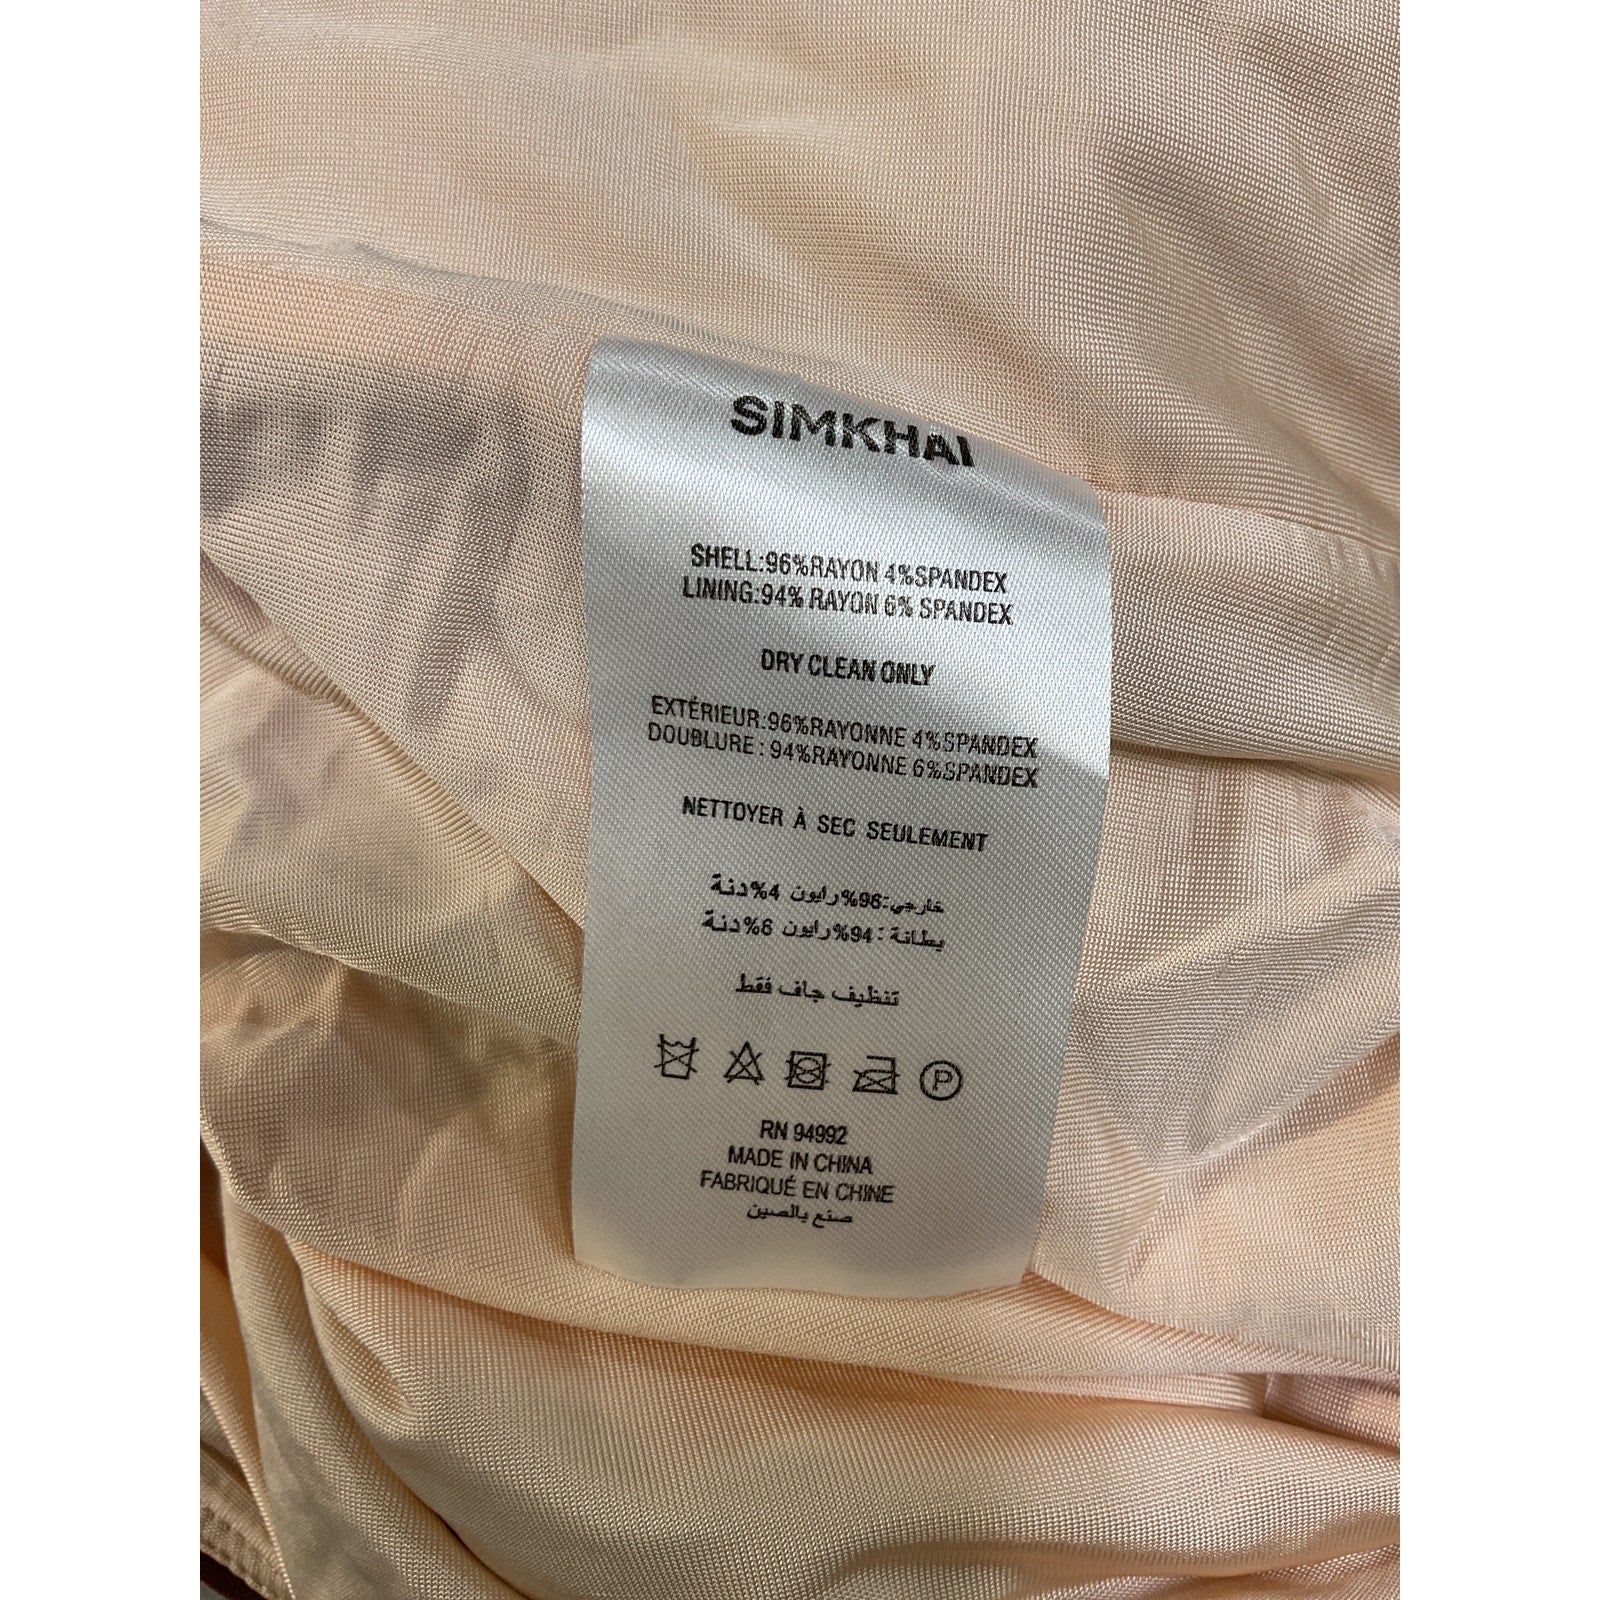 SIMKHAI
SHELL:96%RAYON 4%SPANDEX
LINING:94% RAYON 6% SPANDEX
DRY CLEAN ONLY
EXTÉRIEUR:96%RAYONNE 4%SPANDEX
DOUBLURE : 94%RAYONNE 6%SPANDEX
NETTOYER À SEC SEULEMENT
خارجي:96%رايون 4%دنة
بطانة: 94%رايون 6%دنة
تنظيف جاف فقط
P
RN 94992
MADE IN CHINA
FABRIQUÉ EN CHINE
صنع بالصين